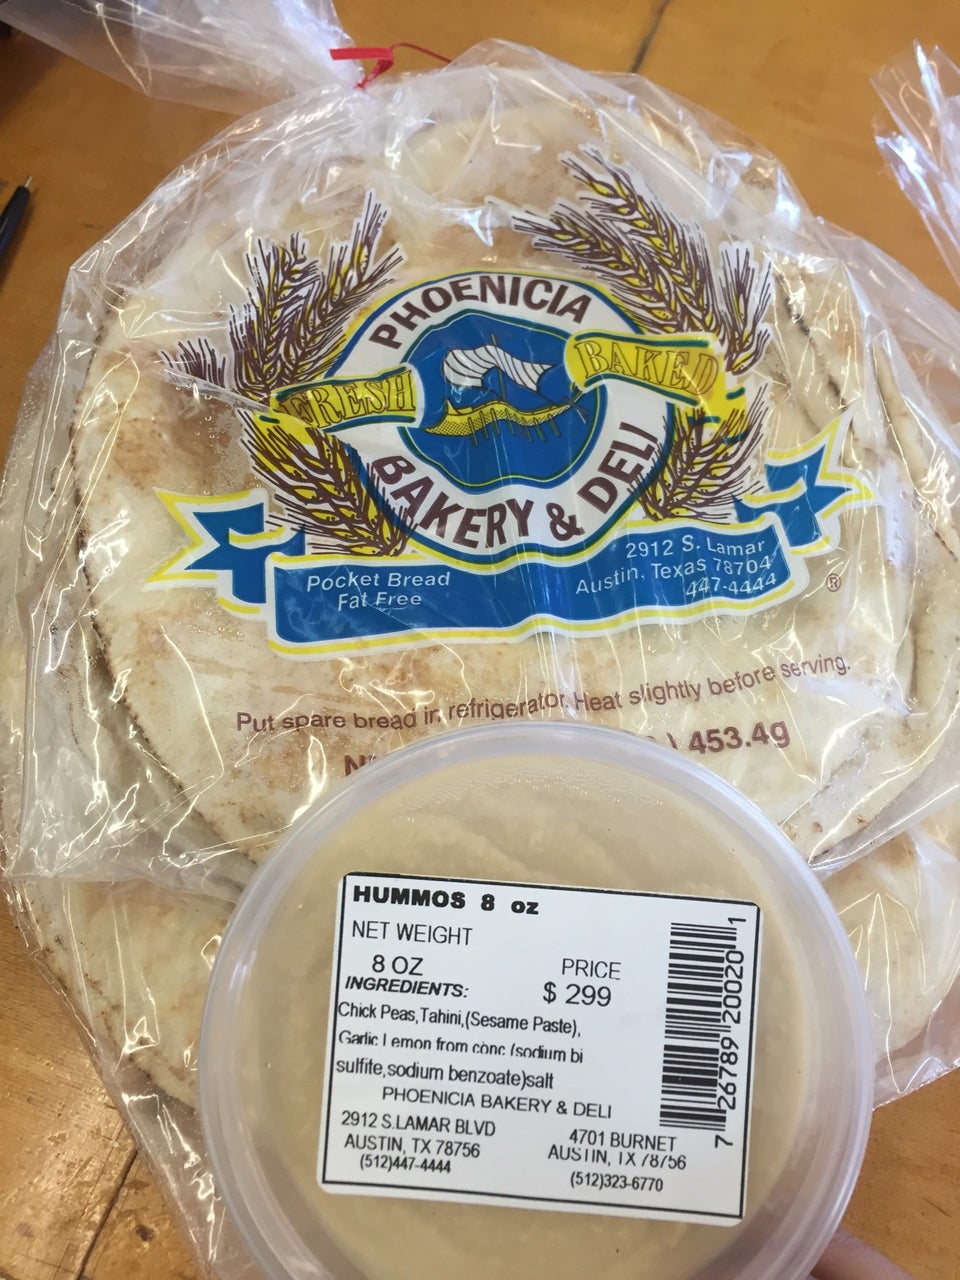 PHOENICIA
FRESH BAKED
BAKERY & DELI
Pocket Bread
Fat Free
2912 S. Lamar
Austin, Texas 78704
447-4444
®
Put spare bread in refrigerator. Heat slightly before serving.
453.4g
HUMMOS 8 oz
NET WEIGHT
8 OZ
PRICE
$ 299
INGREDIENTS:
Chick Peas,Tahini,(Sesame Paste),
Garlic Lemon from conc (sodium bi
sulfite,sodium benzoate)salt
PHOENICIA BAKERY & DELI
2912 S.LAMAR BLVD
AUSTIN, TX 78756
(512)447-4444
4701 BURNET
AUSTIN, TX 78756
(512)323-6770
7 26789 20020 1